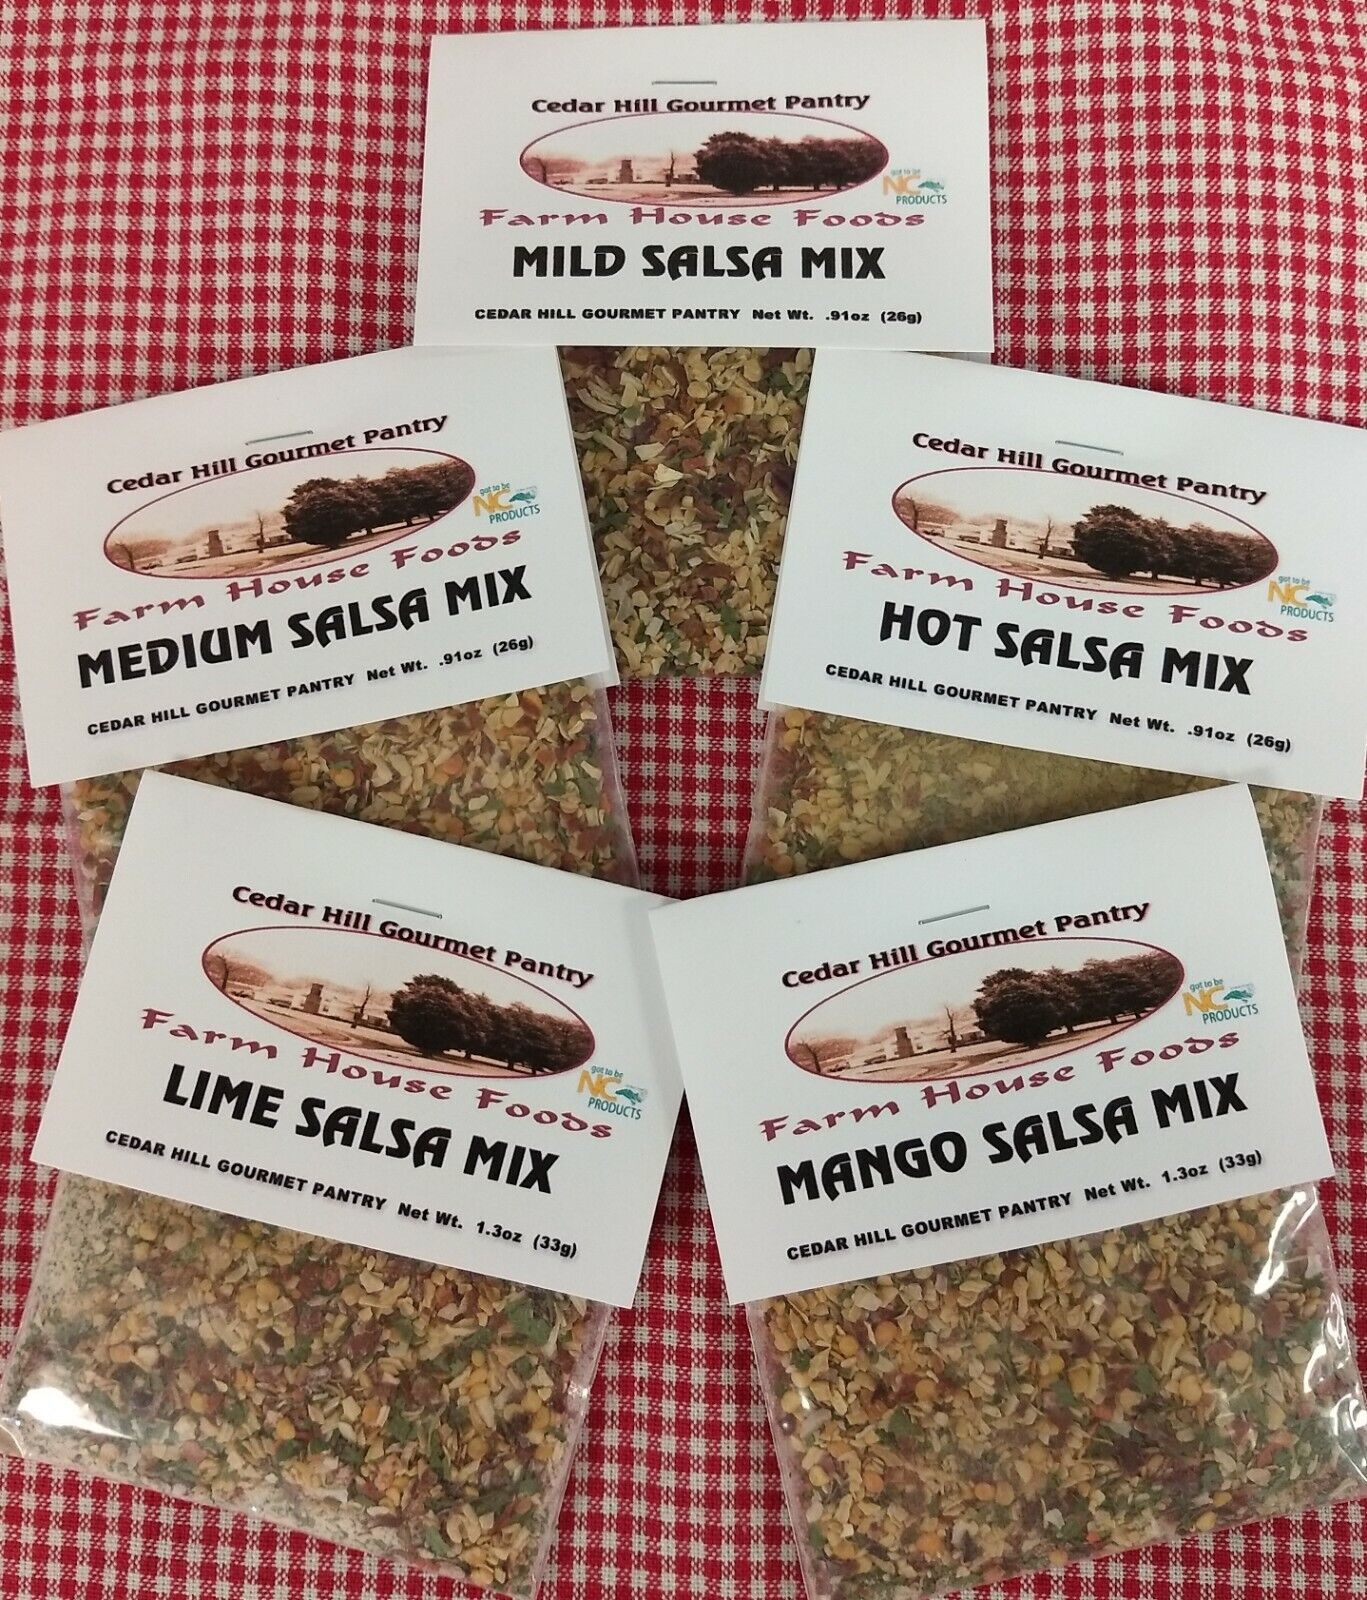 Cedar Hill Gourmet Pantry
got to be
NC
PRODUCTS
Farm House Foods
MILD SALSA MIX
CEDAR HILL GOURMET PANTRY Net Wt. .91oz (26g)
Cedar Hill Gourmet Pantry
got to be
NC
PRODUCTS
Farm House Foods
MEDIUM SALSA MIX
CEDAR HILL GOURMET PANTRY Net Wt. .91oz (26g)
Cedar Hill Gourmet Pantry
got to be
NC
PRODUCTS
Farm House Foods
HOT SALSA MIX
CEDAR HILL GOURMET PANTRY Net Wt. .91oz (26g)
Cedar Hill Gourmet Pantry
got to be
NC
PRODUCTS
Farm House Foods
LIME SALSA MIX
CEDAR HILL GOURMET PANTRY Net Wt. 1.3oz (33g)
Cedar Hill Gourmet Pantry
got to be
NC
PRODUCTS
Farm House Foods
MANGO SALSA MIX
CEDAR HILL GOURMET PANTRY Net Wt. 1.3oz (33g)